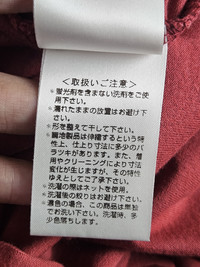 <取扱いご注意>
*蛍光剤を含まない洗剤をご使
用下さい。
*濡れたままの放置はお避け下
さい。
*形を整えて干して下さい。
*編地製品は伸縮するという特
性上、仕上り寸法に多少のバ
ラツキがあります。また、着
用やクリーニングにより寸法
変化が生じますが、その特性
ゆえとしてご了承下さい。
*洗濯の際はネットを使用。
*洗濯後の絞りはお避け下さい。
*濃色の場合、この商品は単独
でお洗い下さい。洗濯時、多
少色落ちします。